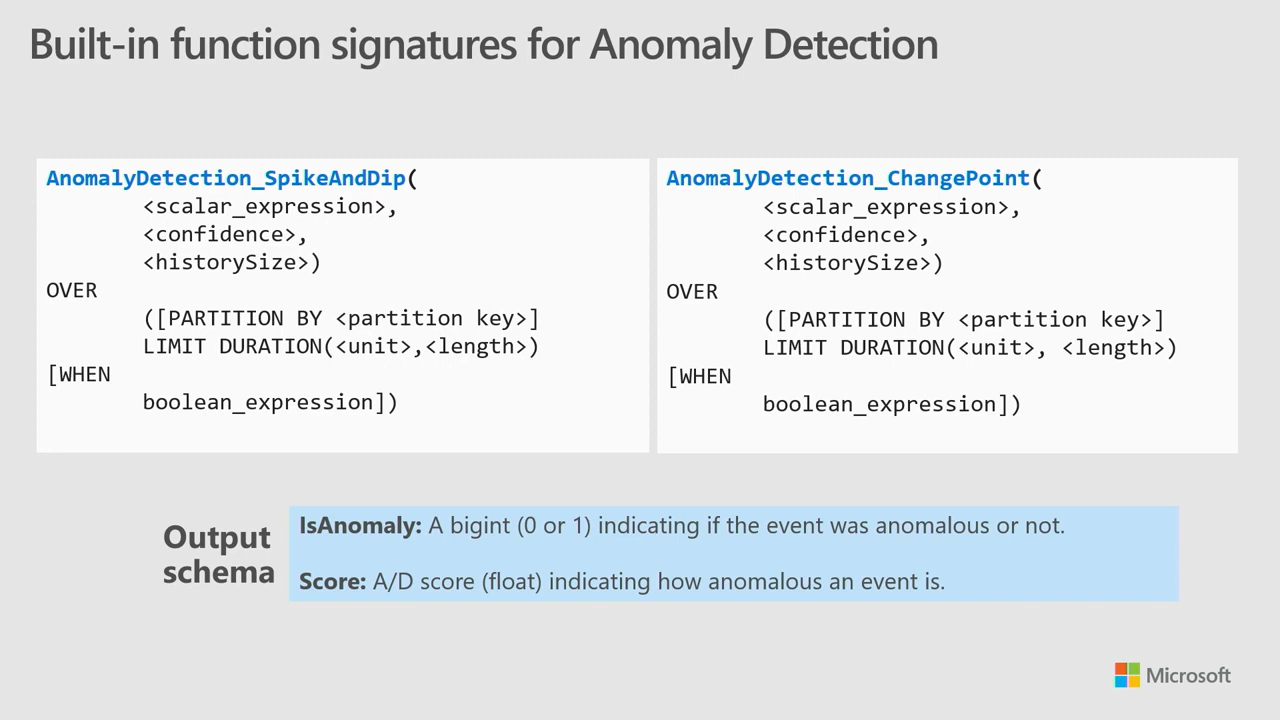 Built-in function signatures for Anomaly Detection
AnomalyDetection_SpikeAndDip(
<scalar_expression>,
<confidence>,
<historySize>)
OVER
([PARTITION BY <partition key>]
LIMIT DURATION(<unit>,<length>)
[WHEN
boolean_expression])
AnomalyDetection_ChangePoint(
<scalar_expression>,
<confidence>,
<historySize>)
OVER
([PARTITION BY <partition key>]
LIMIT DURATION(<unit>, <length>)
[WHEN
boolean_expression])
Output
schema
IsAnomaly: A bigint (0 or 1) indicating if the event was anomalous or not.
Score: A/D score (float) indicating how anomalous an event is.
Microsoft